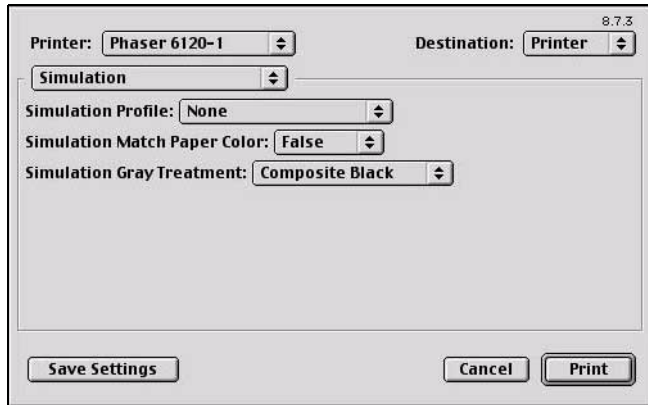 8.7.3
Printer: Phaser 6120-1 Destination: Printer
Simulation
Simulation Profile: None
Simulation Match Paper Color: False
Simulation Gray Treatment: Composite Black
Save Settings Cancel Print